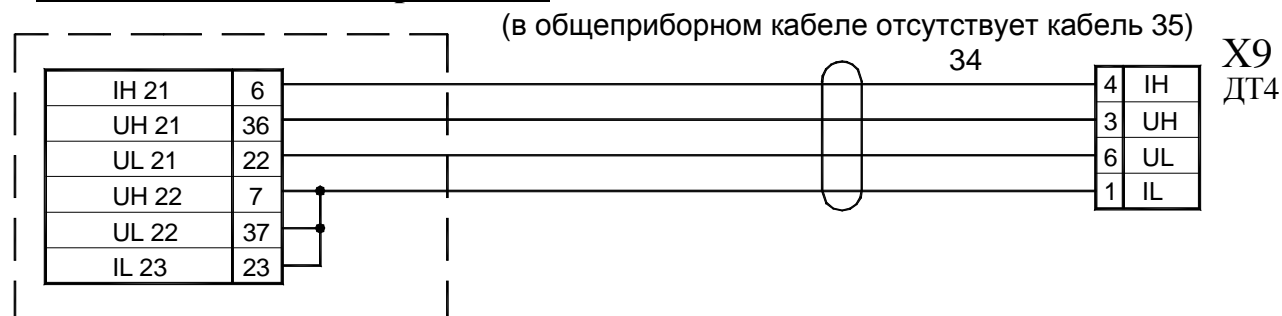 (в общеприборном кабеле отсутствует кабель 35)
34
X9
ДТ4
IH 21 6
UH 21 36
UL 21 22
UH 22 7
UL 22 37
IL 23 23
4 IH
3 UH
6 UL
1 IL